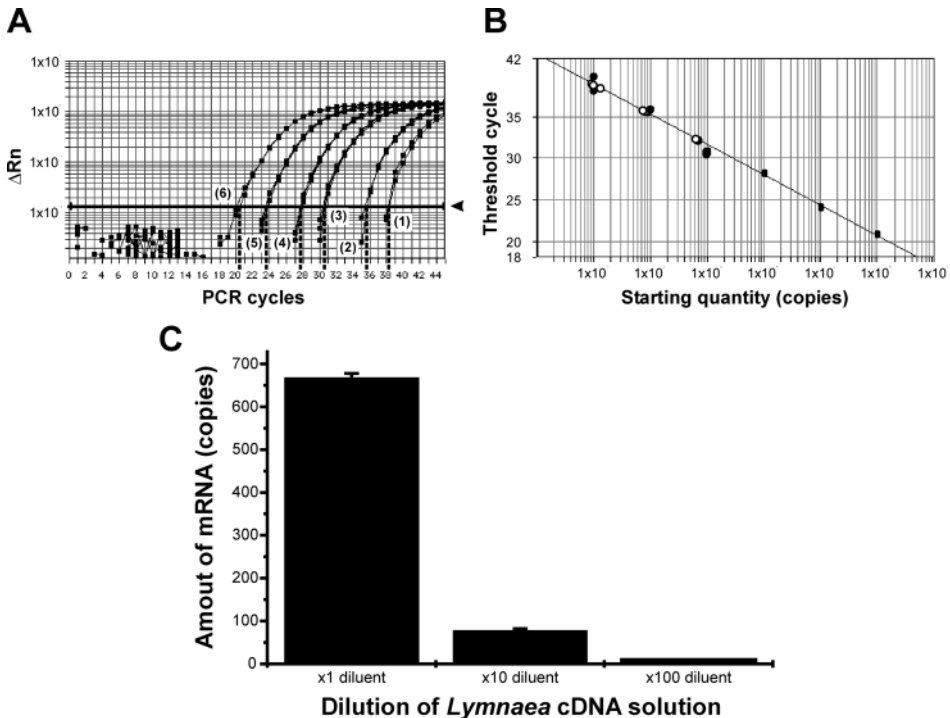 A
1x10
1x10
1x10
1x10
ΔRn
(6)
(5)
(4)
(3)
(2)
(1)
0 2 4 6 8 10 12 14 16 18 20 22 24 26 28 30 32 34 36 38 40 42 44
PCR cycles
B
42
35
30
25
20
18
Threshold cycle
1x10 1x10 1x10 1x10 1x10 1x10 1x10
Starting quantity (copies)
C
700
600
500
400
300
200
100
0
Amout of mRNA (copies)
x1 diluent x10 diluent x100 diluent
Dilution of Lymnaea cDNA solution